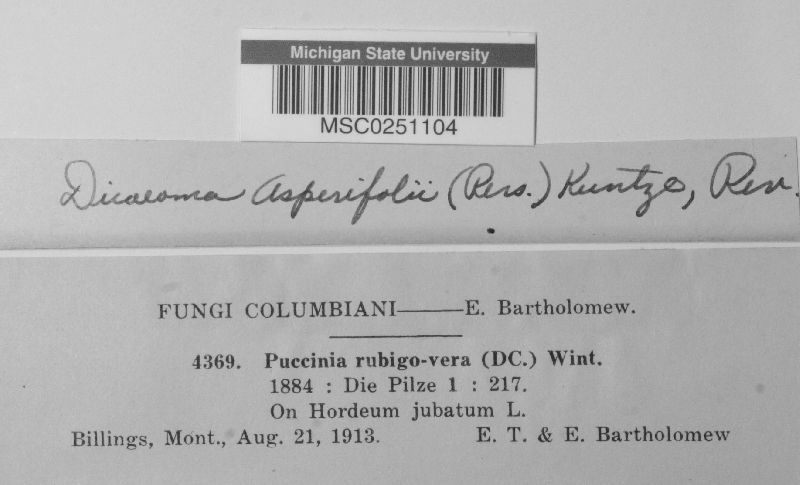 Michigan State University
MSC0251104
Dicaeoma Asperifolii (Pers.) Kuntze, Rev.
FUNGI COLUMBIANI——E. Bartholomew.
4369. Puccinia rubigo-vera (DC.) Wint.
1884 : Die Pilze 1 : 217.
On Hordeum jubatum L.
Billings, Mont., Aug. 21, 1913. E. T. & E. Bartholomew